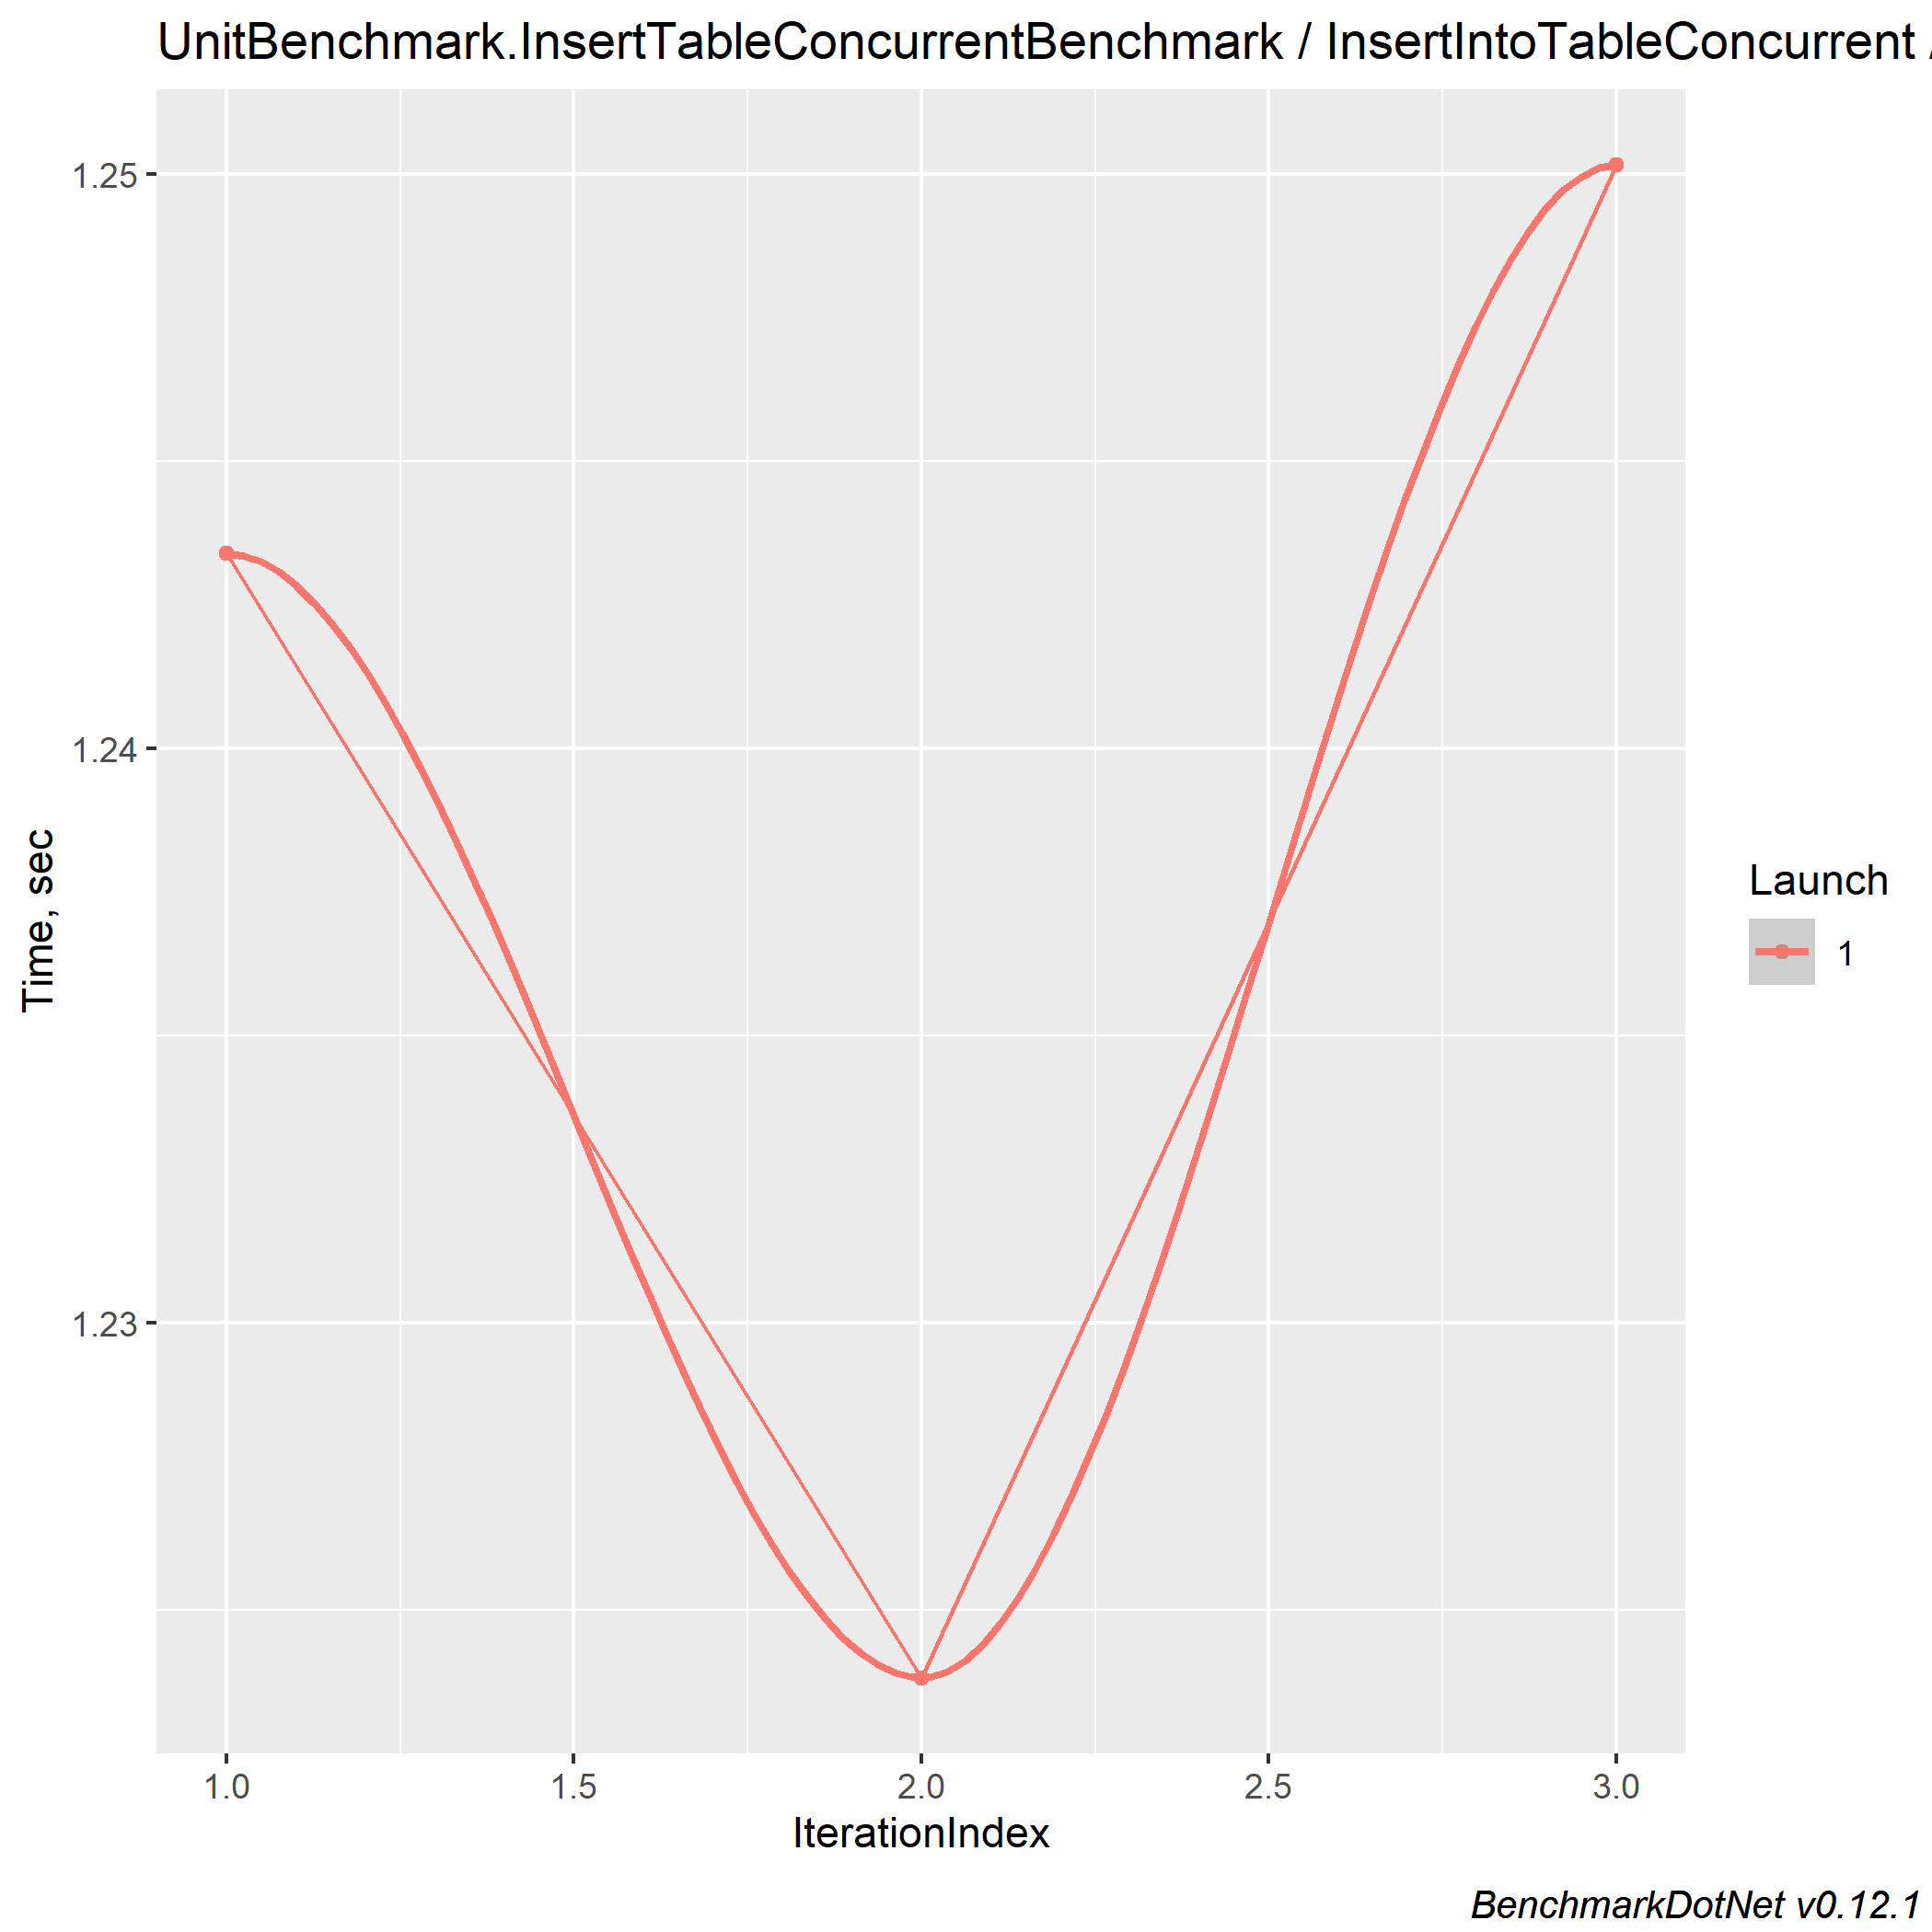 UnitBenchmark.InsertTableConcurrentBenchmark / InsertIntoTableConcurrent /
1.25
1.24
1.23
Time, sec
1.0 1.5 2.0 2.5 3.0
IterationIndex
Launch
1
BenchmarkDotNet v0.12.1